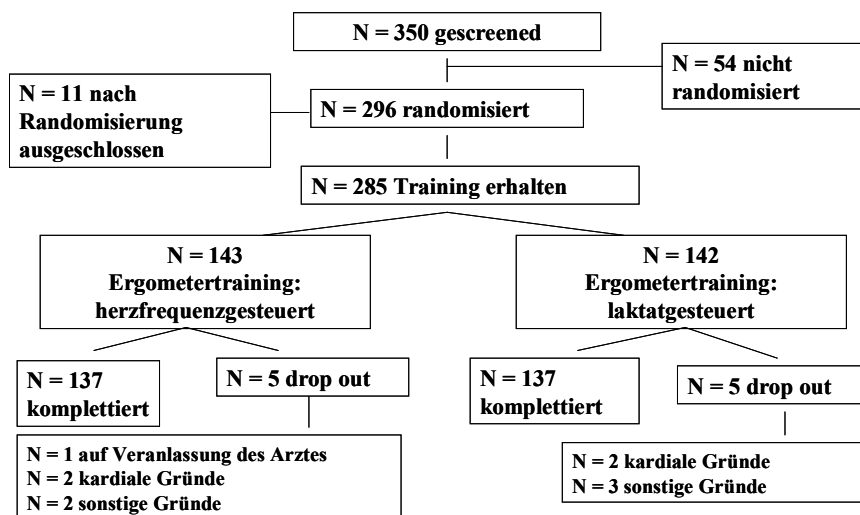 N = 350 gescreened
N = 54 nicht
randomisiert
N = 11 nach
Randomisierung
ausgeschlossen
N = 296 randomisiert
N = 285 Training erhalten
N = 143
Ergometertraining:
herzfrequenzgesteuert
N = 142
Ergometertraining:
laktatgesteuert
N = 137
komplettiert
N = 5 drop out
N = 137
komplettiert
N = 5 drop out
N = 1 auf Veranlassung des Arztes
N = 2 kardiale Gründe
N = 2 sonstige Gründe
N = 2 kardiale Gründe
N = 3 sonstige Gründe